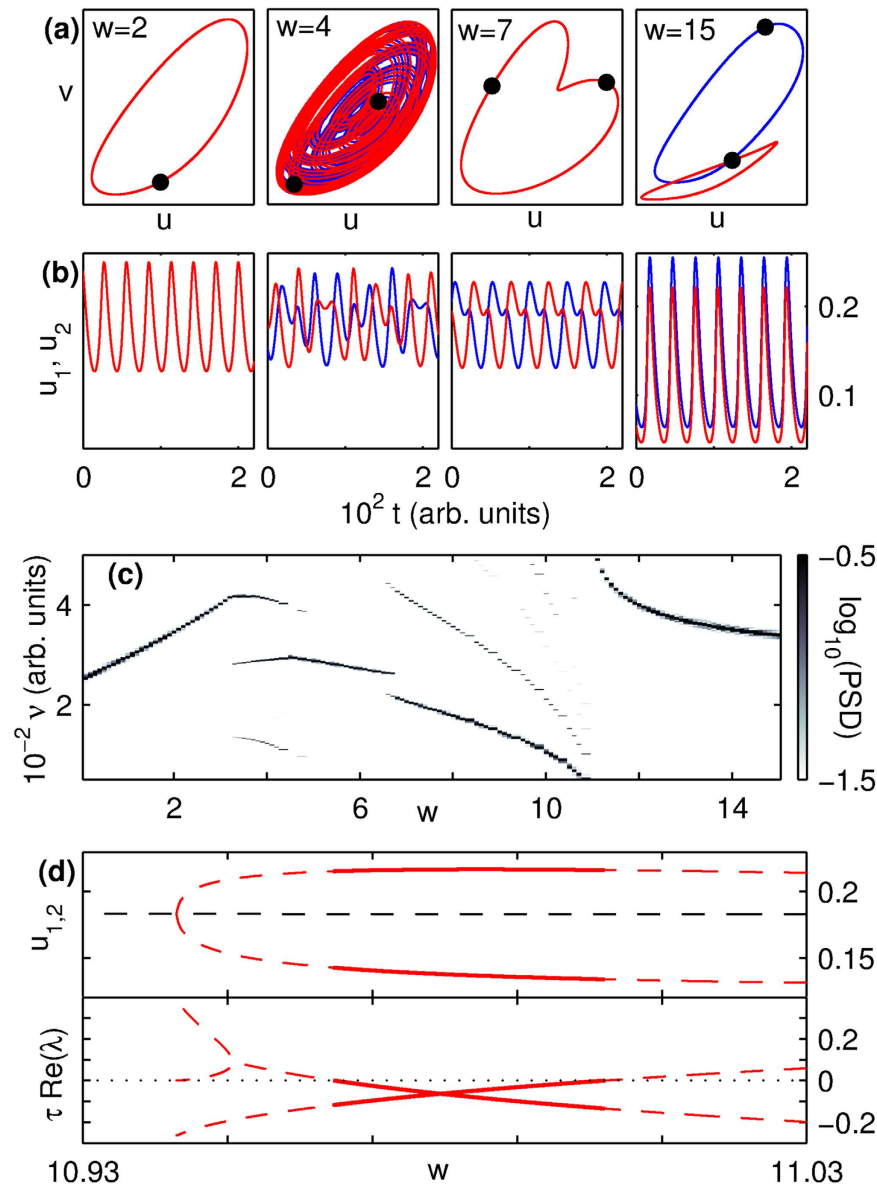 (a) w=2 w=4 w=7 w=15
v
u u u u
(b)
u1, u2
0.2
0.1
0 2 0 2 0 2 0 2
10² t (arb. units)
(c)
10⁻² ν (arb. units)
4
2
2 6 10 14
w
−0.5
log10(PSD)
−1.5
(d)
u1,2
0.2
0.15
τ Re(λ)
0.2
0
−0.2
10.93 w 11.03